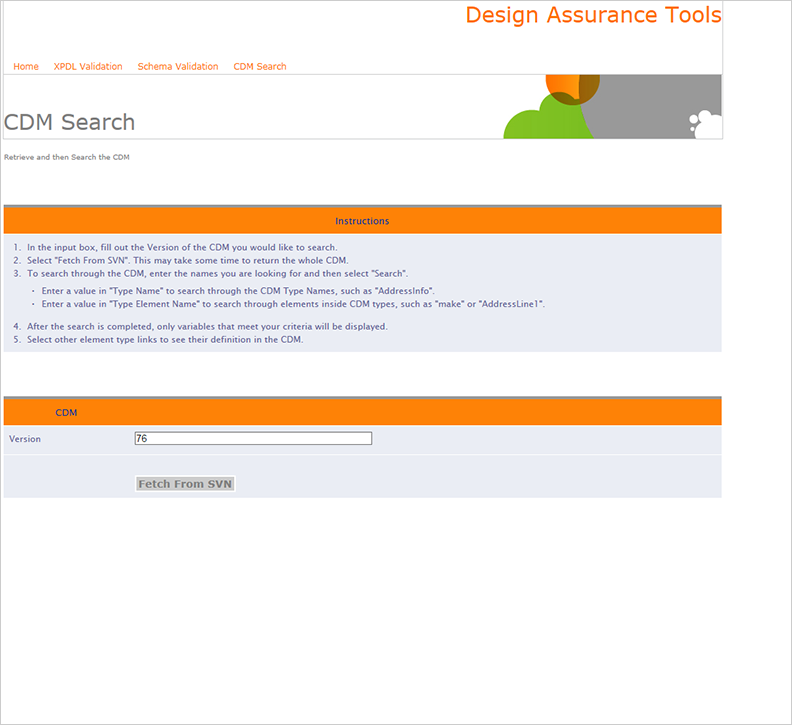 Design Assurance Tools
Home XPDL Validation Schema Validation CDM Search
CDM Search
Retrieve and then Search the CDM
Instructions
1. In the input box, fill out the Version of the CDM you would like to search.
2. Select "Fetch From SVN". This may take some time to return the whole CDM.
3. To search through the CDM, enter the names you are looking for and then select "Search".
· Enter a value in "Type Name" to search through the CDM Type Names, such as "AddressInfo".
· Enter a value in "Type Element Name" to search through elements inside CDM types, such as "make" or "AddressLine1".
4. After the search is completed, only variables that meet your criteria will be displayed.
5. Select other element type links to see their definition in the CDM.
CDM
Version 76
Fetch From SVN